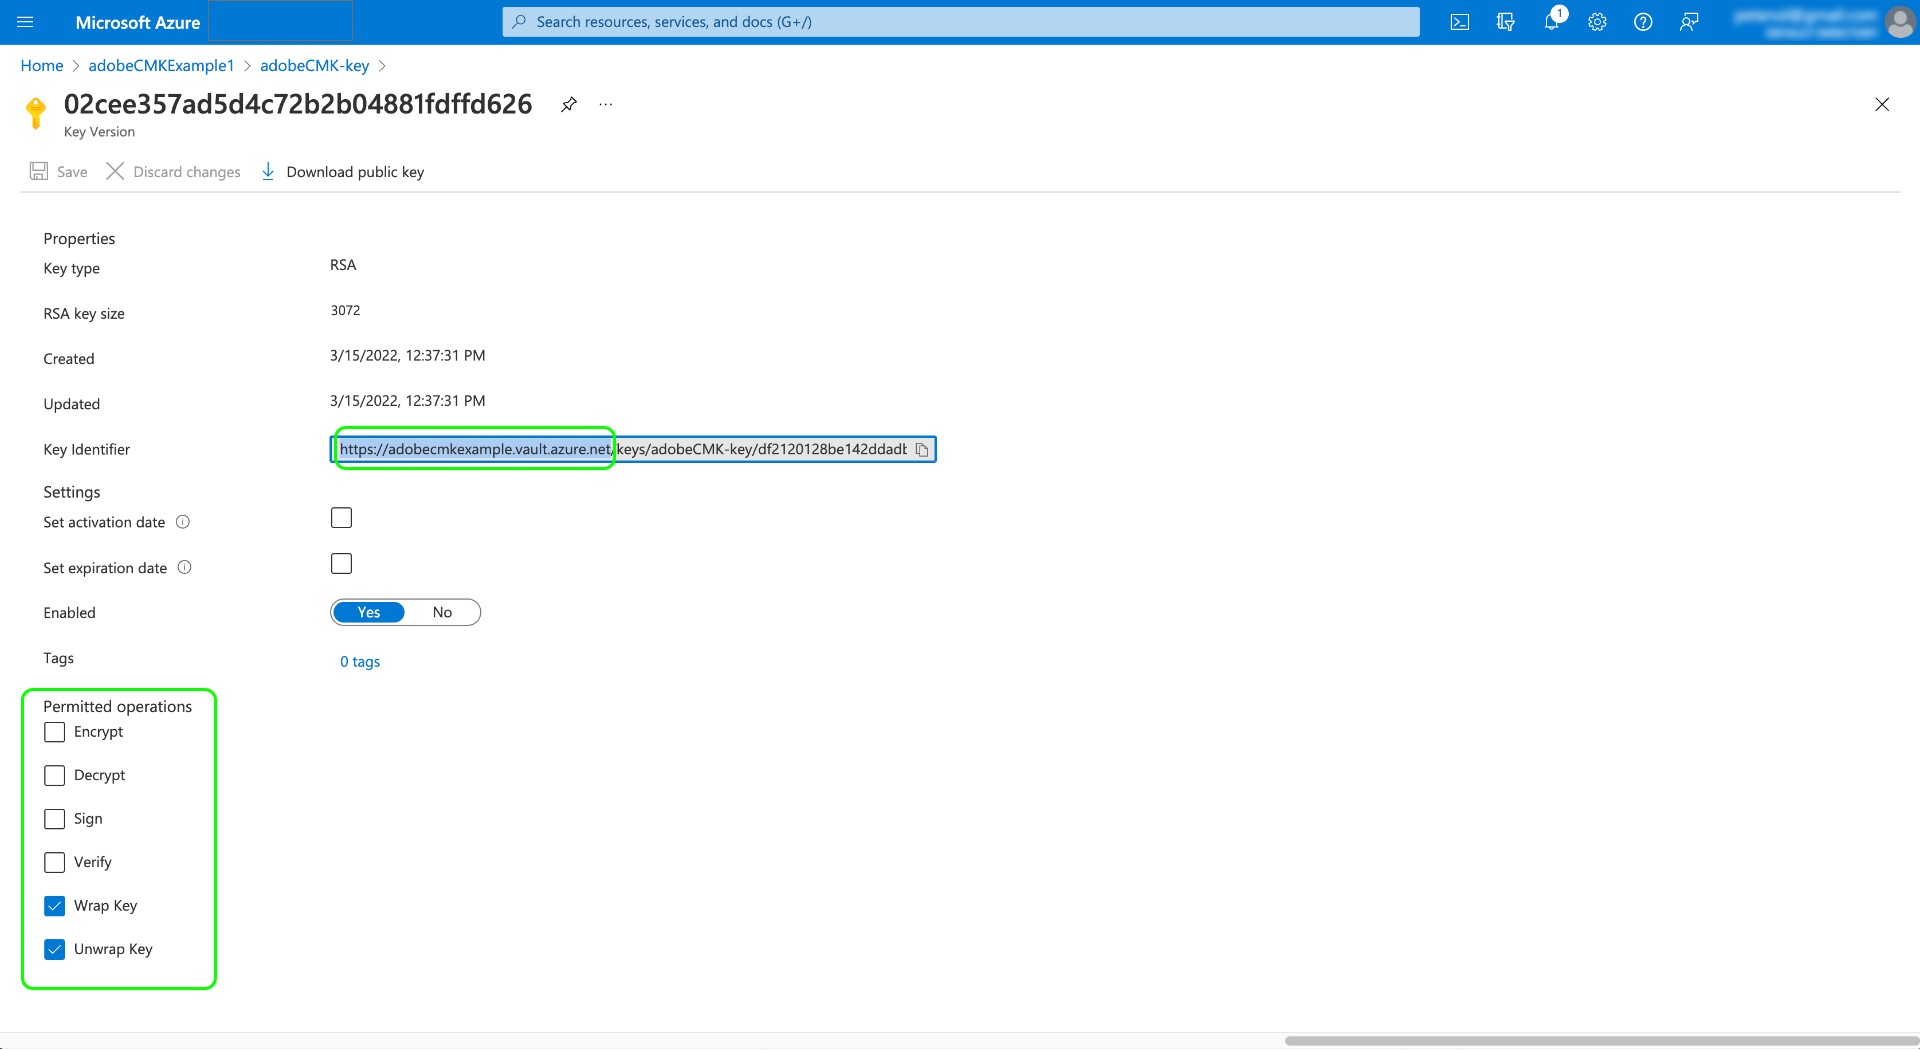 Microsoft Azure
Search resources, services, and docs (G+/)
1
Home > adobeCMKExample1 > adobeCMK-key >
02cee357ad5d4c72b2b04881fdffd626
Key Version
Save
Discard changes
Download public key
Properties
Key type
RSA
RSA key size
3072
Created
3/15/2022, 12:37:31 PM
Updated
3/15/2022, 12:37:31 PM
Key Identifier
https://adobecmkexample.vault.azure.net/keys/adobeCMK-key/df2120128be142ddadb
Settings
Set activation date
Set expiration date
Enabled
Yes
No
Tags
0 tags
Permitted operations
Encrypt
Decrypt
Sign
Verify
Wrap Key
Unwrap Key